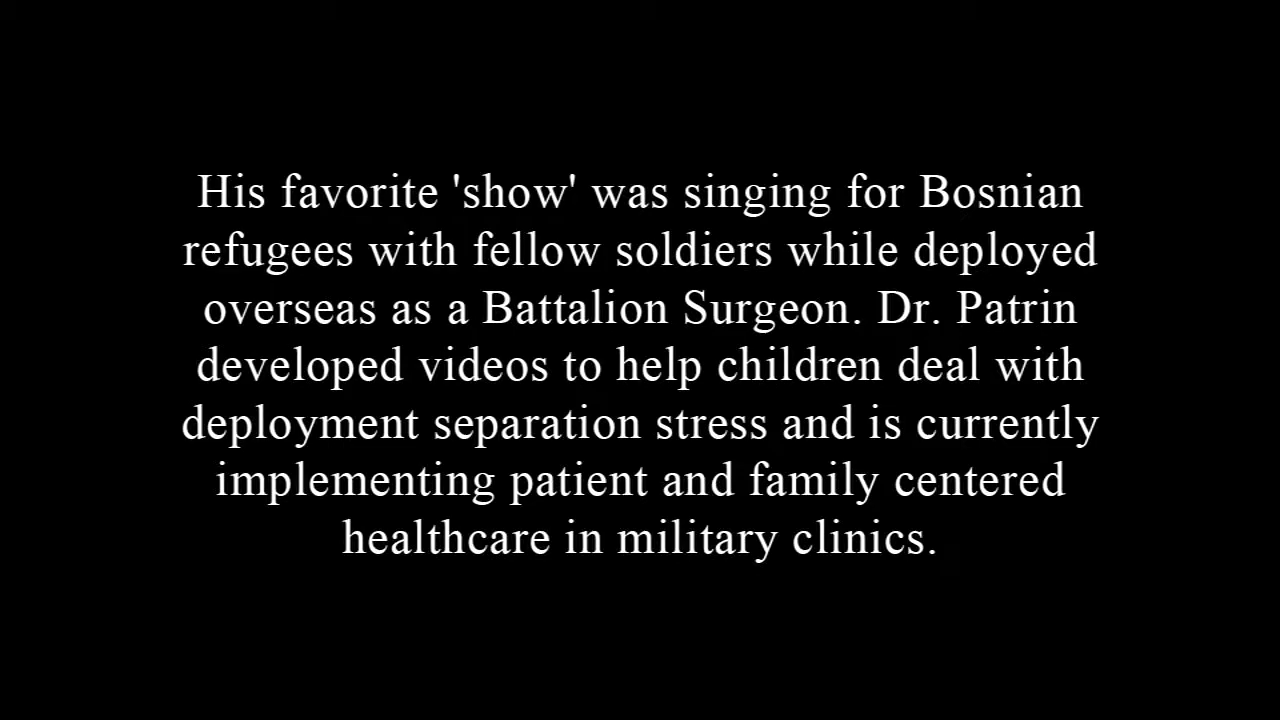 His favorite 'show' was singing for Bosnian
refugees with fellow soldiers while deployed
overseas as a Battalion Surgeon. Dr. Patrin
developed videos to help children deal with
deployment separation stress and is currently
implementing patient and family centered
healthcare in military clinics.